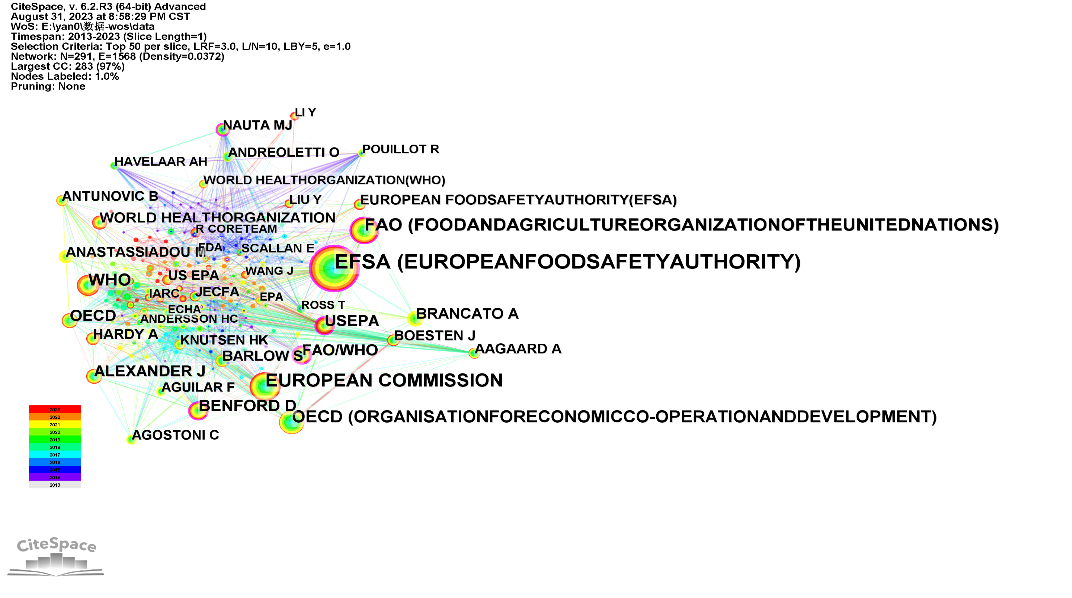 CiteSpace, v. 6.2.R3 (64-bit) Advanced
August 31, 2023 at 8:58:29 PM CST
WoS: E:\yan0\数据-wos\data
Timespan: 2013-2023 (Slice Length=1)
Selection Criteria: Top 50 per slice, LRF=3.0, L/N=10, LBY=5, e=1.0
Network: N=291, E=1568 (Density=0.0372)
Largest CC: 283 (97%)
Nodes Labeled: 1.0%
Pruning: None
LI Y
NAUTA MJ
ANDREOLETTI O
POUILLOT R
HAVELAAR AH
WORLD HEALTHORGANIZATION(WHO)
ANTUNOVIC B
LIU Y
EUROPEAN FOODSAFETYAUTHORITY(EFSA)
WORLD HEALTHORGANIZATION
FAO (FOODANDAGRICULTUREORGANIZATIONOFTHEUNITEDNATIONS)
R CORETEAM
FDA
SCALLAN E
ANASTASSIADOU M
EFSA (EUROPEANFOODSAFETYAUTHORITY)
WANG J
US EPA
WHO
IARC
JECFA
EPA
ROSS T
ECHA
ANDERSSON HC
OECD
USEPA
BRANCATO A
HARDY A
KNUTSEN HK
BOESTEN J
BARLOW S
FAO/WHO
AAGAARD A
ALEXANDER J
EUROPEAN COMMISSION
AGUILAR F
BENFORD D
OECD (ORGANISATIONFORECONOMICCO-OPERATIONANDDEVELOPMENT)
AGOSTONI C
2021
2017
2013
CiteSpace